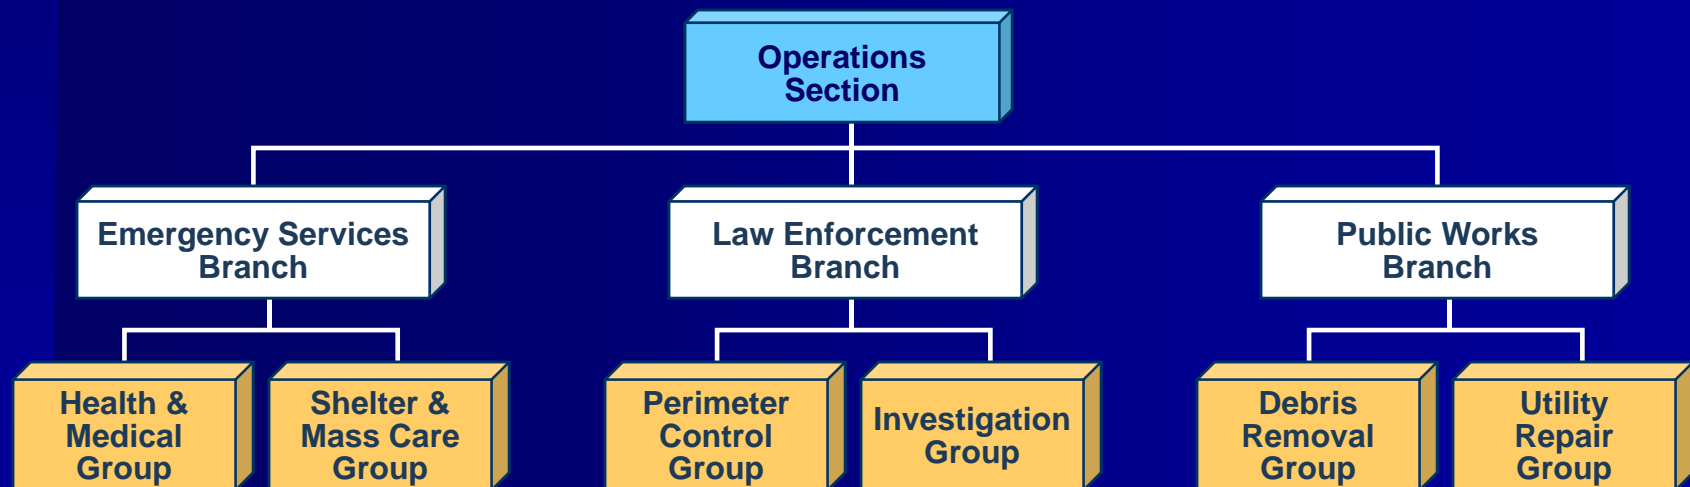 Operations
Section
Emergency Services
Branch
Law Enforcement
Branch
Public Works
Branch
Health &
Medical
Group
Shelter &
Mass Care
Group
Perimeter
Control
Group
Investigation
Group
Debris
Removal
Group
Utility
Repair
Group